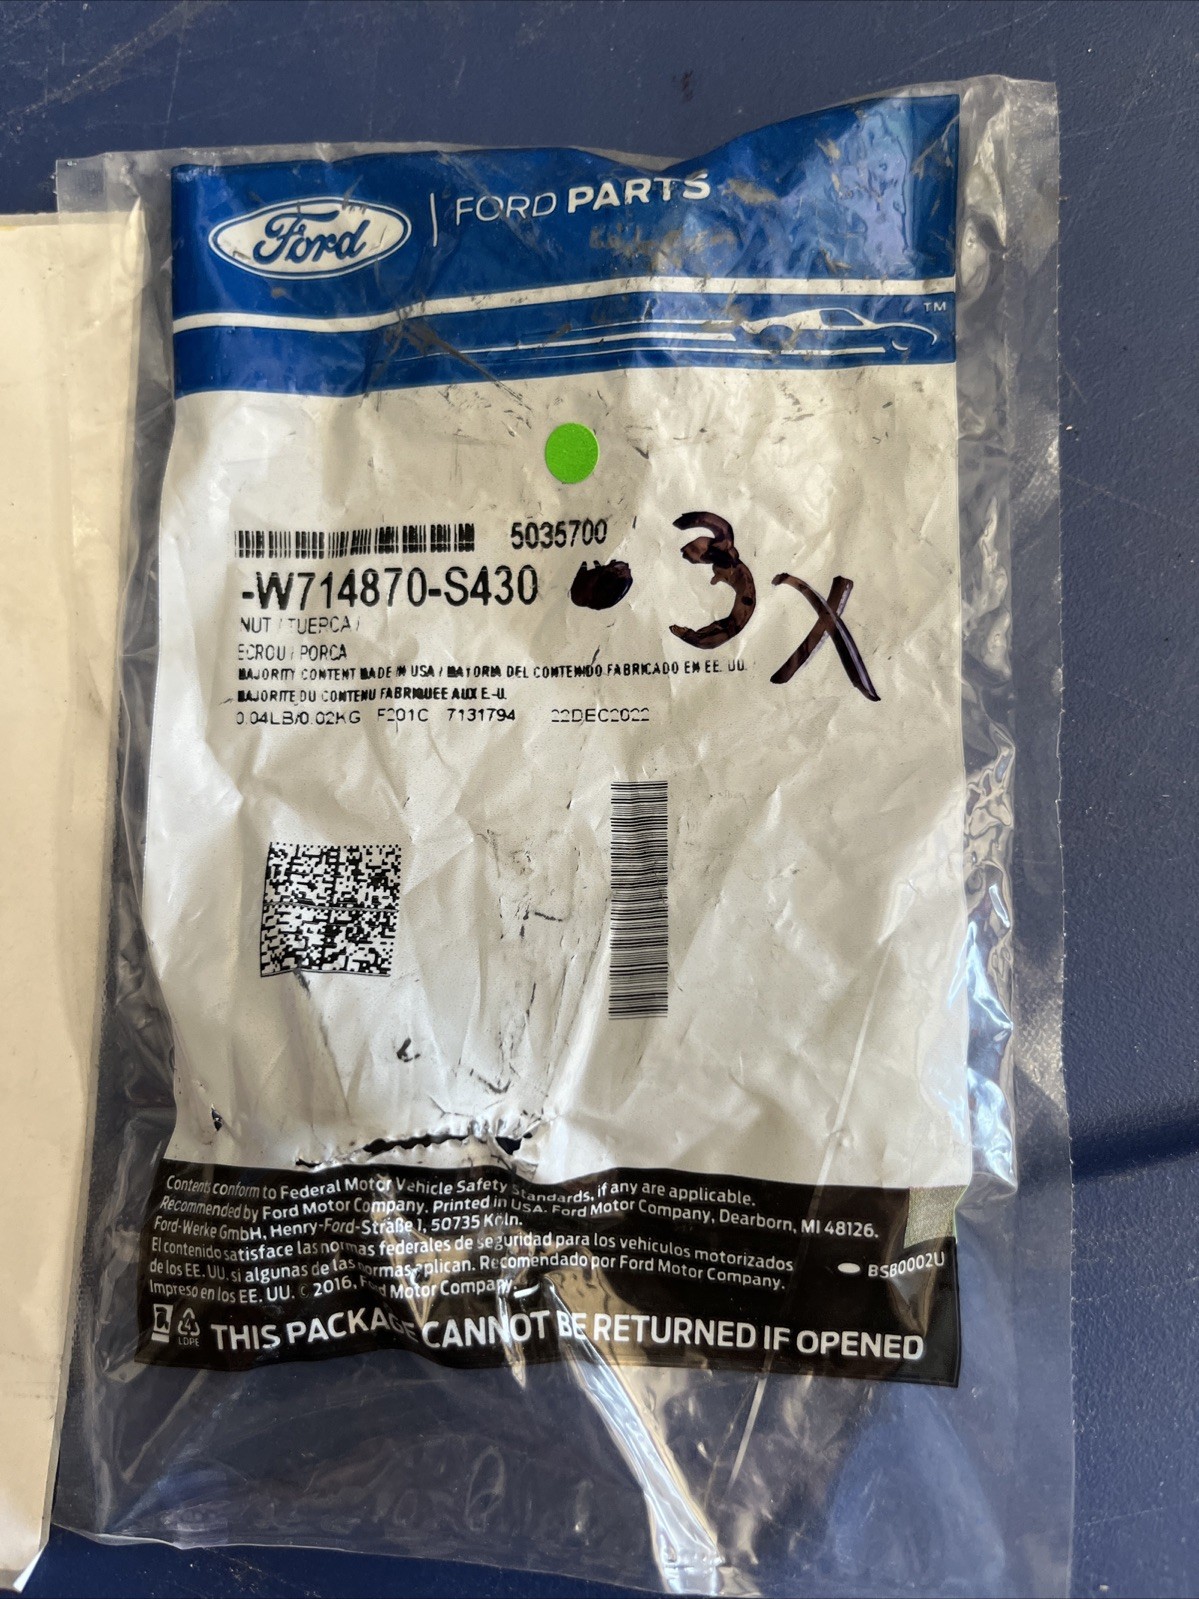 Ford | FORD PARTS
TM
5035700
-W714870-S430
3X
NUT / TUERCA /
ECROU / PORCA
MAJORITY CONTENT MADE IN USA / MAYORIA DEL CONTENIDO FABRICADO EN EE. UU.
MAJORITE DU CONTENU FABRIQUEE AUX E.-U.
0.04LB/0.02KG F201C 7131794 22DEC2022
Contents conform to Federal Motor Vehicle Safety Standards, if any are applicable.
Recommended by Ford Motor Company. Printed in USA. Ford Motor Company, Dearborn, MI 48126.
Ford-Werke GmbH, Henry-Ford-Straße 1, 50735 Köln.
El contenido satisface las normas federales de seguridad para los vehículos motorizados
de los EE. UU. si algunas de las normas aplican. Recomendado por Ford Motor Company.
Impreso en los EE. UU. © 2016, Ford Motor Company.
BSB0002U
4
LDPE
THIS PACKAGE CANNOT BE RETURNED IF OPENED